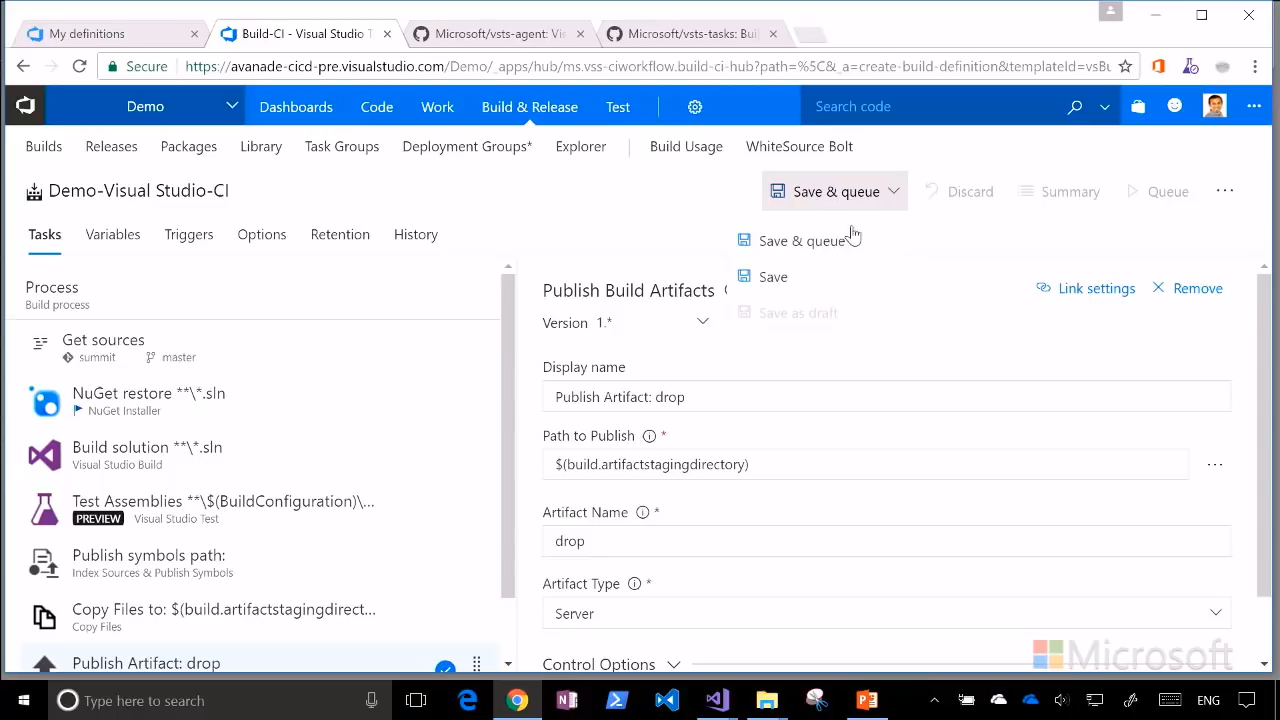 My definitions
Build-CI - Visual Studio T
Microsoft/vsts-agent: Vis
Microsoft/vsts-tasks: Buil
Secure
https://avanade-cicd-pre.visualstudio.com/Demo/_apps/hub/ms.vss-ciworkflow.build-ci-hub?path=%5C&_a=create-build-definition&templateId=vsBu
Demo
Dashboards
Code
Work
Build & Release
Test
Search code
Builds
Releases
Packages
Library
Task Groups
Deployment Groups*
Explorer
Build Usage
WhiteSource Bolt
Demo-Visual Studio-CI
Save & queue
Discard
Summary
Queue
Tasks
Variables
Triggers
Options
Retention
History
Save & queue
Save
Save as draft
Process
Build process
Get sources
summit
master
NuGet restore **\*.sln
NuGet Installer
Build solution **\*.sln
Visual Studio Build
Test Assemblies **\$(BuildConfiguration)\...
PREVIEW Visual Studio Test
Publish symbols path:
Index Sources & Publish Symbols
Copy Files to: $(build.artifactstagingdirect...
Copy Files
Publish Artifact: drop
Publish Build Artifacts
Link settings
Remove
Version 1.*
Display name
Publish Artifact: drop
Path to Publish *
$(build.artifactstagingdirectory)
Artifact Name *
drop
Artifact Type *
Server
Control Options
Microsoft
Type here to search
ENG